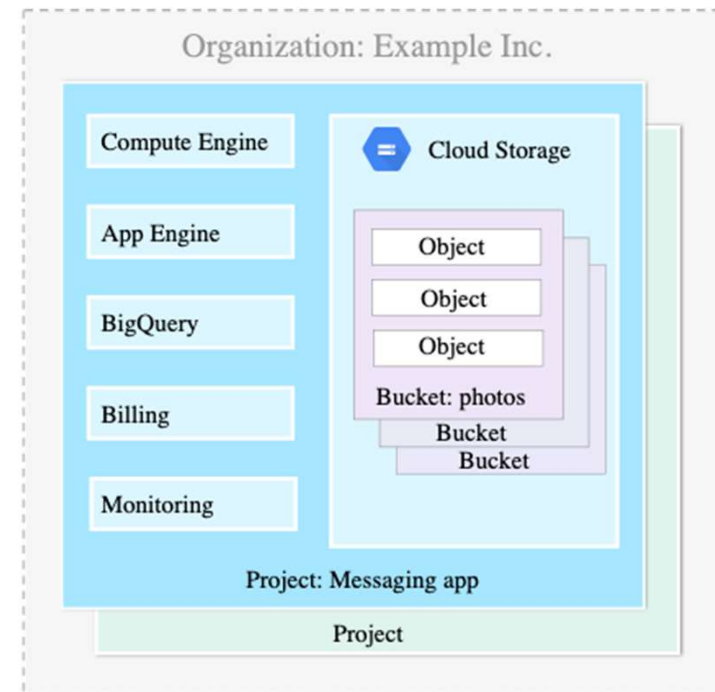 Organization: Example Inc.
Compute Engine
App Engine
BigQuery
Billing
Monitoring
Cloud Storage
Object
Object
Object
Bucket: photos
Bucket
Bucket
Project: Messaging app
Project